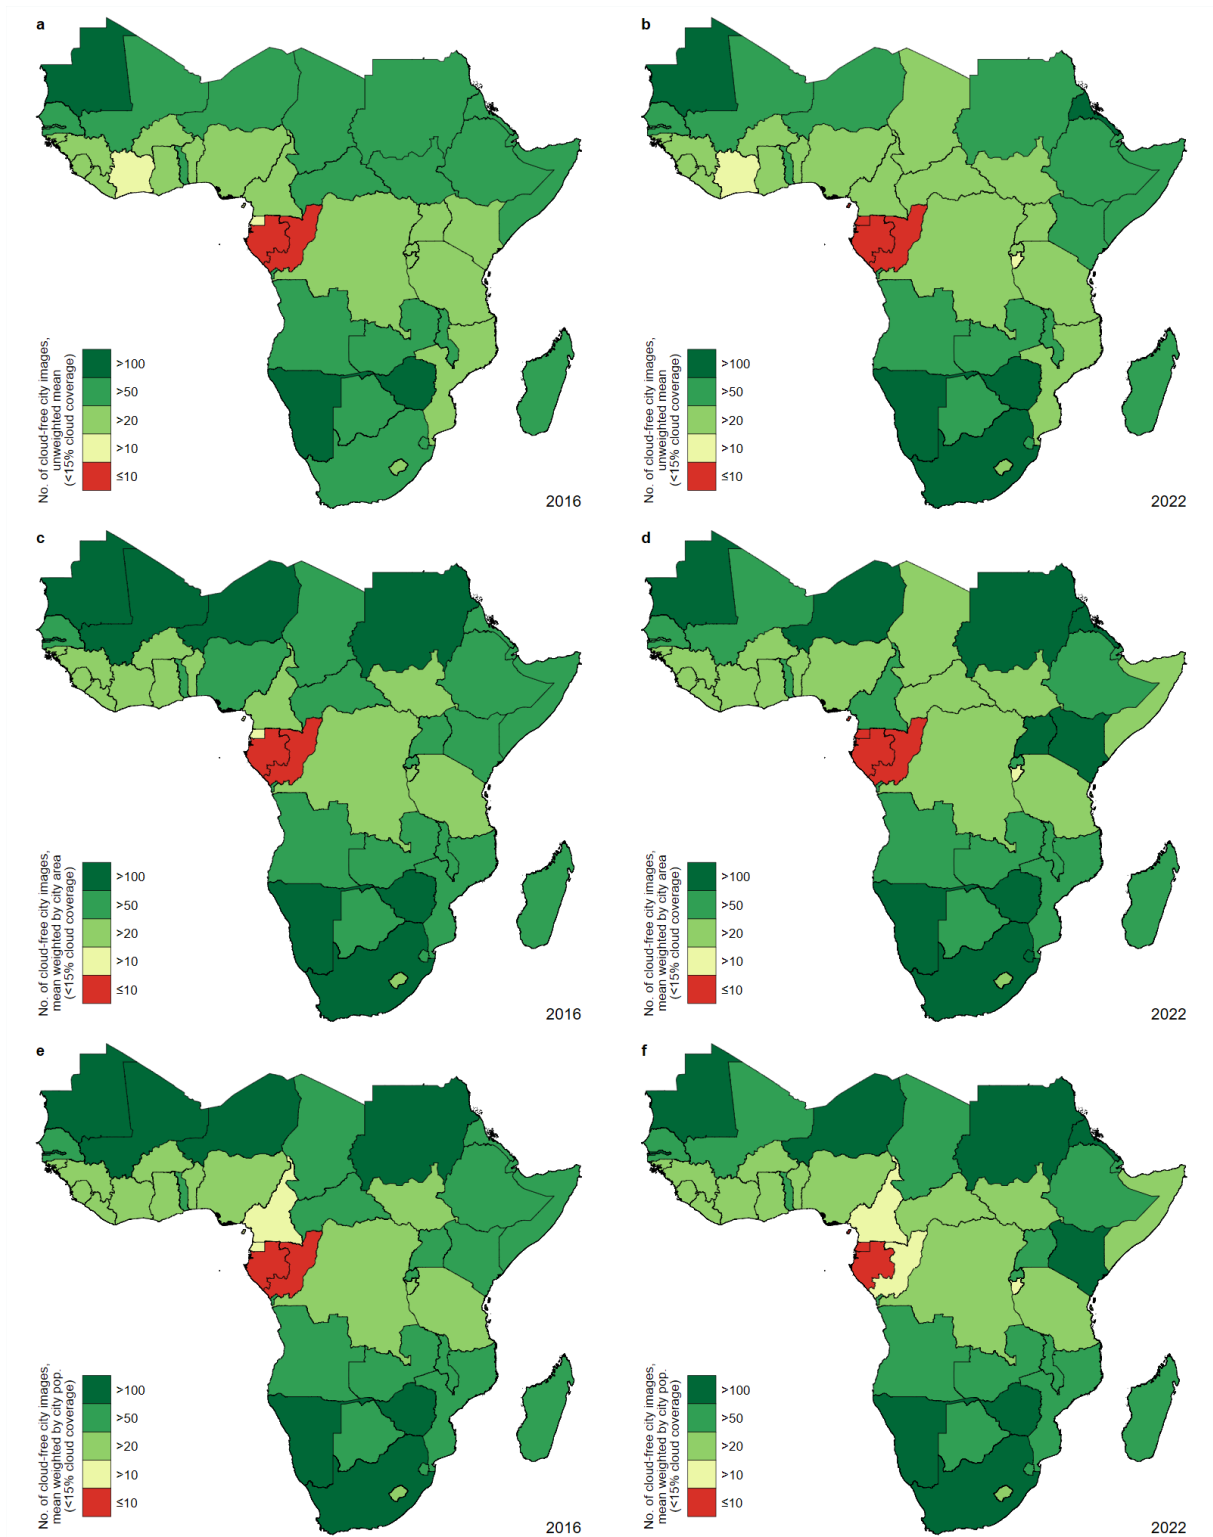 a
No. of cloud-free city images,
unweighted mean
(<15% cloud coverage)
>100
>50
>20
>10
≤10
2016
b
No. of cloud-free city images,
unweighted mean
(<15% cloud coverage)
>100
>50
>20
>10
≤10
2022
c
No. of cloud-free city images,
mean weighted by city area
(<15% cloud coverage)
>100
>50
>20
>10
≤10
2016
d
No. of cloud-free city images,
mean weighted by city area
(<15% cloud coverage)
>100
>50
>20
>10
≤10
2022
e
No. of cloud-free city images,
mean weighted by city pop.
(<15% cloud coverage)
>100
>50
>20
>10
≤10
2016
f
No. of cloud-free city images,
mean weighted by city pop.
(<15% cloud coverage)
>100
>50
>20
>10
≤10
2022